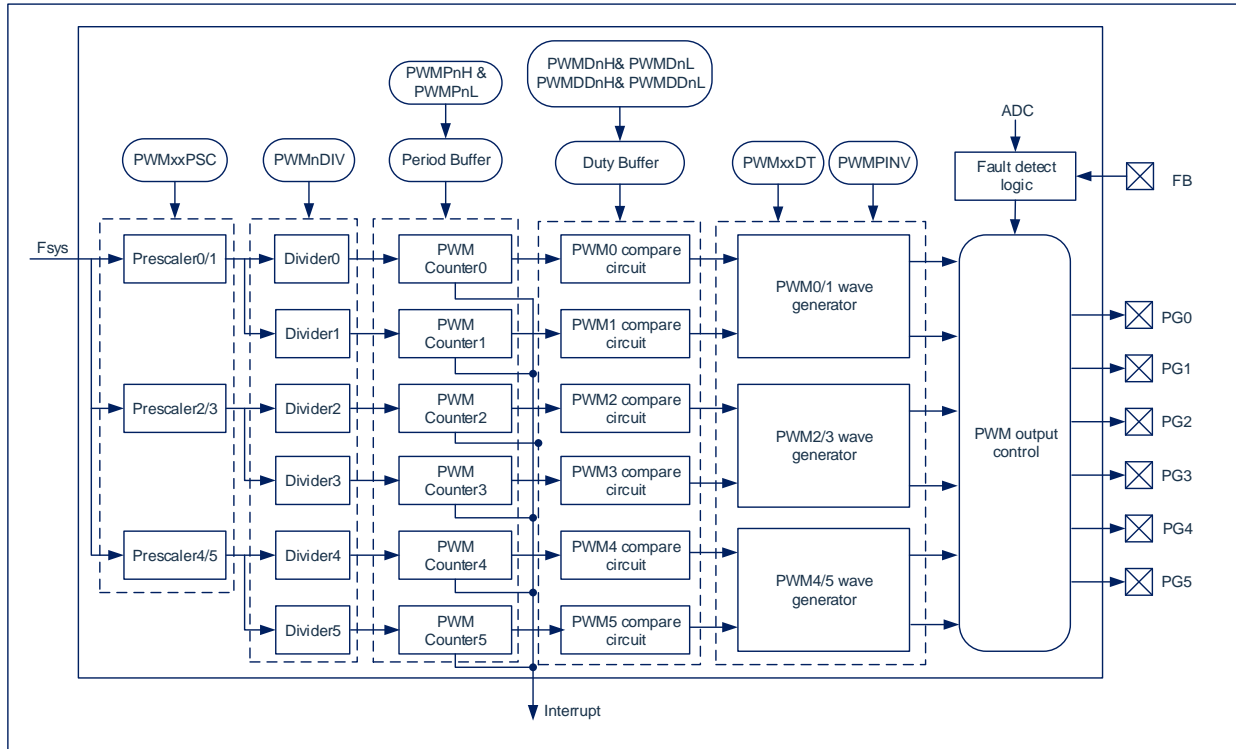 PWMPnH &
PWMPnL
PWMDnH& PWMDnL
PWMDDnH& PWMDDnL
ADC
PWMxxPSC
PWMnDIV
Period Buffer
Duty Buffer
PWMxxDT
PWMPINV
Fault detect
logic
FB
Fsys
Prescaler0/1
Divider0
PWM
Counter0
PWM0 compare
circuit
PWM0/1 wave
generator
Divider1
PWM
Counter1
PWM1 compare
circuit
Prescaler2/3
Divider2
PWM
Counter2
PWM2 compare
circuit
PWM2/3 wave
generator
Divider3
PWM
Counter3
PWM3 compare
circuit
Prescaler4/5
Divider4
PWM
Counter4
PWM4 compare
circuit
PWM4/5 wave
generator
Divider5
PWM
Counter5
PWM5 compare
circuit
PWM output
control
PG0
PG1
PG2
PG3
PG4
PG5
Interrupt